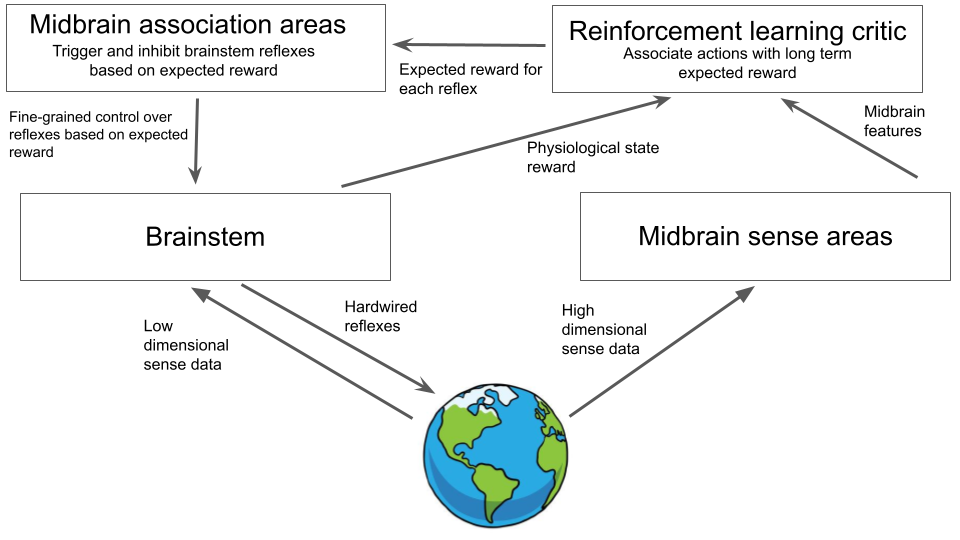 Midbrain association areas
Trigger and inhibit brainstem reflexes
based on expected reward
Reinforcement learning critic
Associate actions with long term
expected reward
Expected reward for
each reflex
Fine-grained control over
reflexes based on expected
reward
Physiological state
reward
Midbrain
features
Brainstem
Midbrain sense areas
Low
dimensional
sense data
Hardwired
reflexes
High
dimensional
sense data